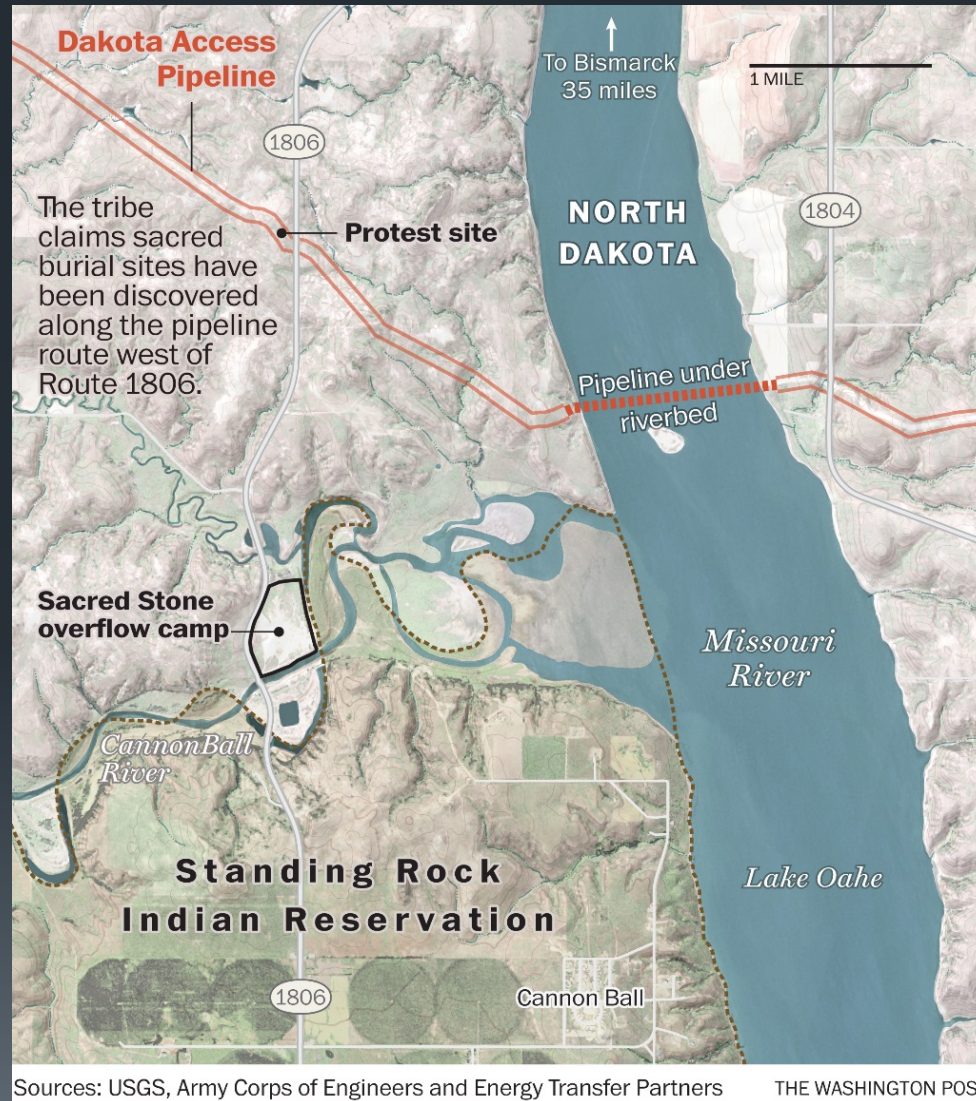 Dakota Access
Pipeline
To Bismarck
35 miles
1 MILE
1806
1804
The tribe
claims sacred
burial sites have
been discovered
along the pipeline
route west of
Route 1806.
Protest site
NORTH
DAKOTA
Pipeline under
riverbed
Sacred Stone
overflow camp
Missouri
River
CannonBall
River
Standing Rock
Indian Reservation
Lake Oahe
1806
Cannon Ball
Sources: USGS, Army Corps of Engineers and Energy Transfer Partners
THE WASHINGTON POS